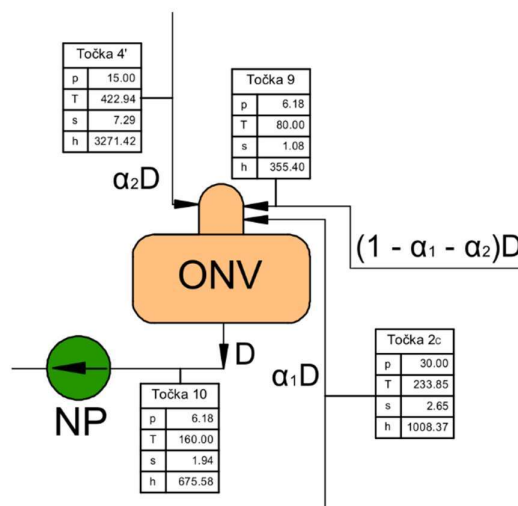 Točka 4'
p 15.00
T 422.94
s 7.29
h 3271.42
Točka 9
p 6.18
T 80.00
s 1.08
h 355.40
α₂D
(1 - α₁ - α₂)D
ONV
D
α₁D
Točka 2c
p 30.00
T 233.85
s 2.65
h 1008.37
NP
Točka 10
p 6.18
T 160.00
s 1.94
h 675.58